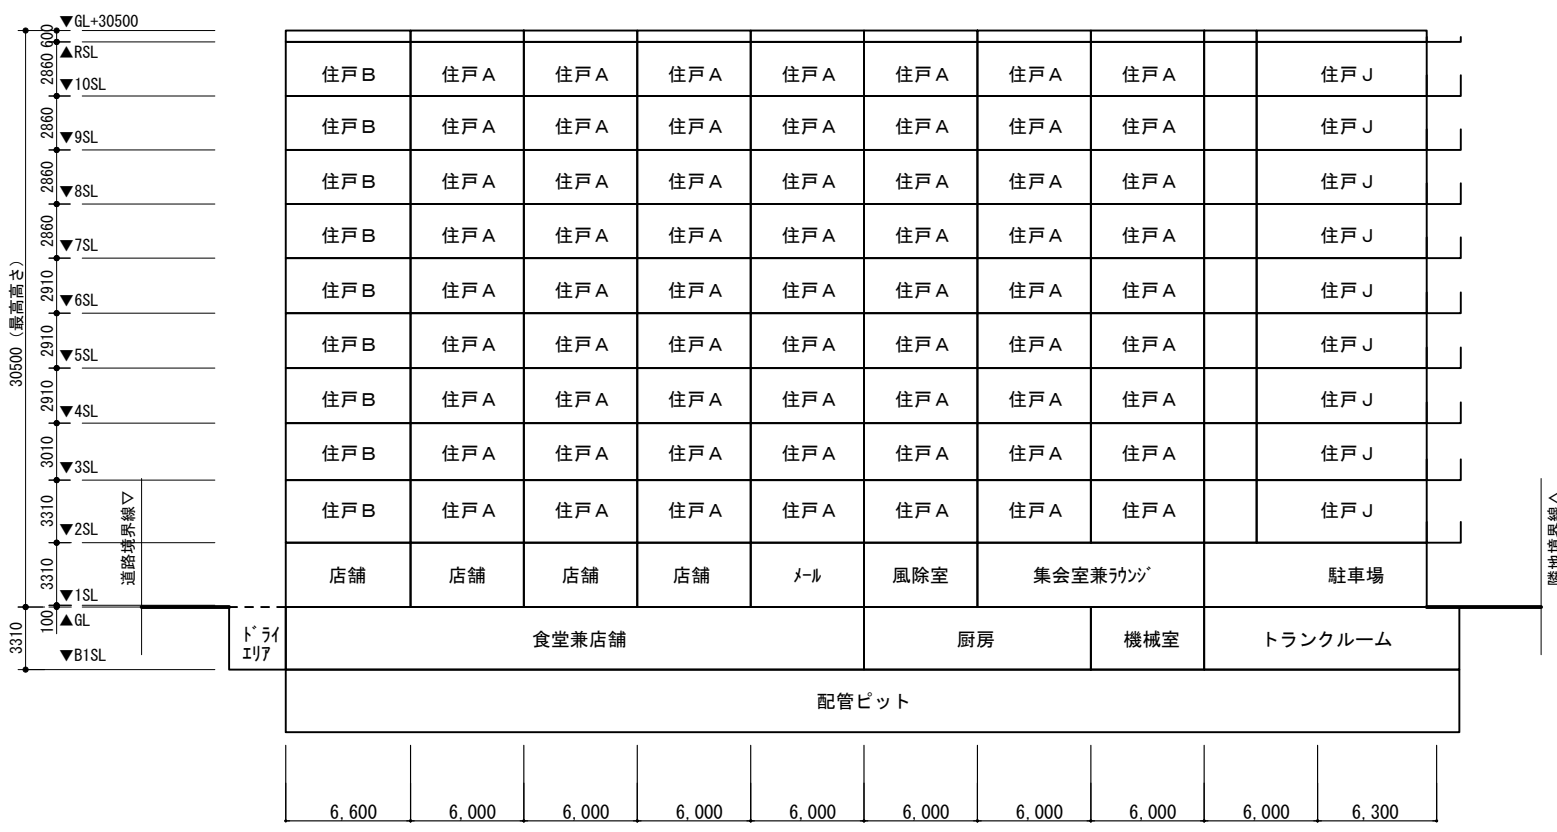 ▼GL+30500
600
▲RSL
2860
▼10SL
2860
▼9SL
2860
▼8SL
2860
▼7SL
2910
▼6SL
2910
▼5SL
2910
▼4SL
3010
▼3SL
3310
▼2SL
3310
▼1SL
100
▲GL
3310
▼B1SL
30500（最高高さ）
道路境界線▽
隣地境界線▽
住戸B 住戸A 住戸A 住戸A 住戸A 住戸A 住戸A 住戸A 住戸J
住戸B 住戸A 住戸A 住戸A 住戸A 住戸A 住戸A 住戸A 住戸J
住戸B 住戸A 住戸A 住戸A 住戸A 住戸A 住戸A 住戸A 住戸J
住戸B 住戸A 住戸A 住戸A 住戸A 住戸A 住戸A 住戸A 住戸J
住戸B 住戸A 住戸A 住戸A 住戸A 住戸A 住戸A 住戸A 住戸J
住戸B 住戸A 住戸A 住戸A 住戸A 住戸A 住戸A 住戸A 住戸J
住戸B 住戸A 住戸A 住戸A 住戸A 住戸A 住戸A 住戸A 住戸J
住戸B 住戸A 住戸A 住戸A 住戸A 住戸A 住戸A 住戸A 住戸J
住戸B 住戸A 住戸A 住戸A 住戸A 住戸A 住戸A 住戸A 住戸J
店舗 店舗 店舗 店舗 ﾒｰﾙ 風除室 集会室兼ﾗｳﾝｼﾞ 駐車場
ﾄﾞﾗｲ
ｴﾘｱ
食堂兼店舗 厨房 機械室 トランクルーム
配管ピット
6,600 6,000 6,000 6,000 6,000 6,000 6,000 6,000 6,000 6,300